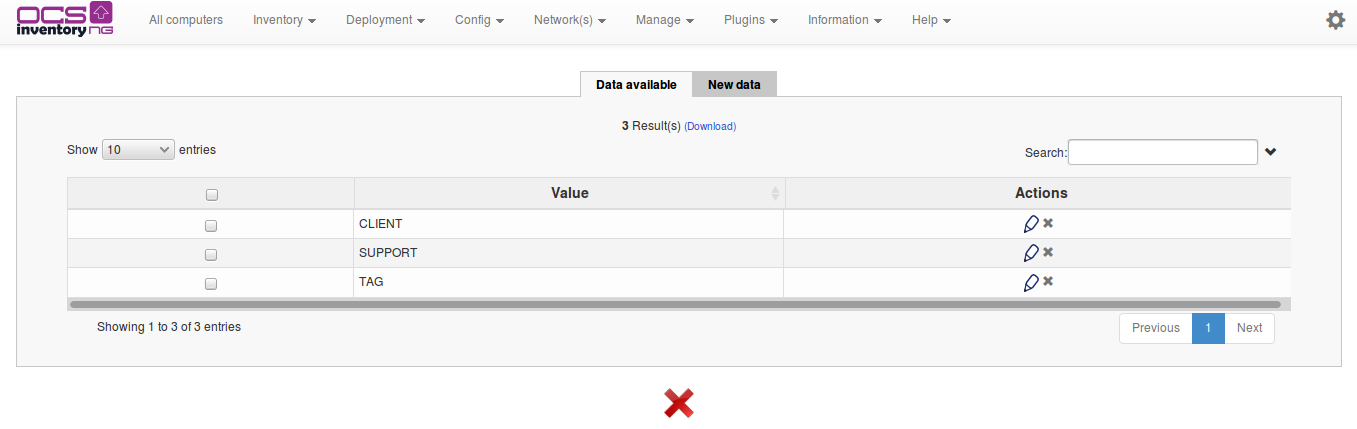 OCS
inventory NG
All computers Inventory Deployment Config Network(s) Manage Plugins Information Help
Data available New data
3 Result(s) (Download)
Show 10 entries Search:
Value Actions
CLIENT
SUPPORT
TAG
Showing 1 to 3 of 3 entries Previous 1 Next